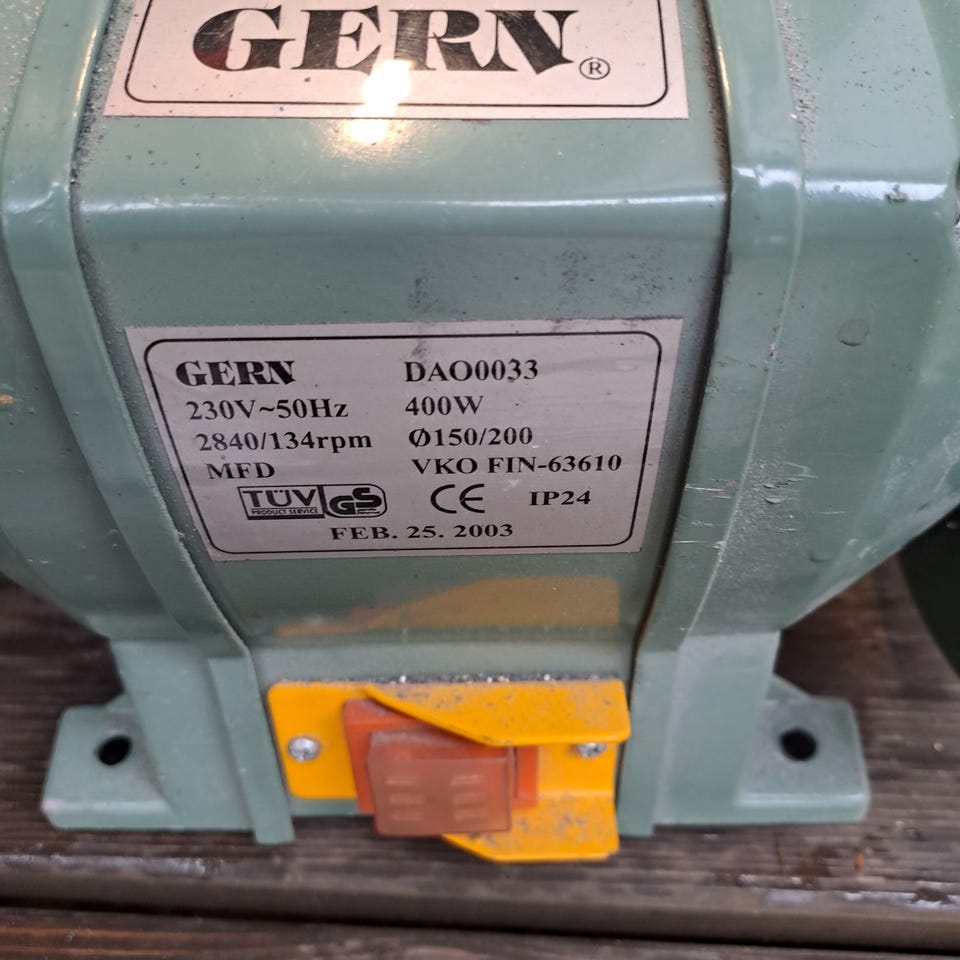 GERN®
GERN DAO0033
230V~50Hz 400W
2840/134rpm Ø150/200
MFD VKO FIN-63610
TÜV PRODUCT SERVICE GS CE IP24
FEB. 25. 2003